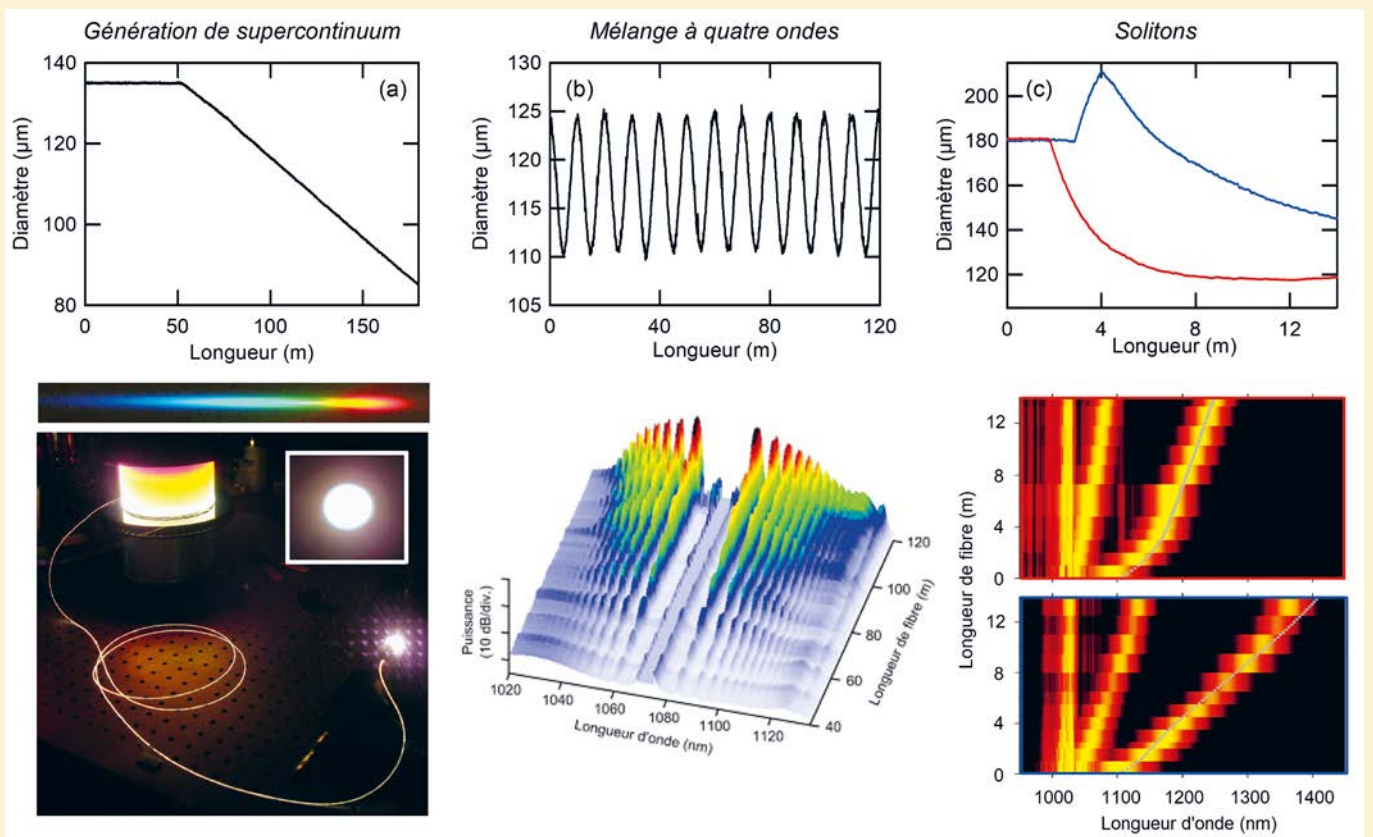 Génération de supercontinuum
Mélange à quatre ondes
Solitons
140
120
100
80
Diamètre (µm)
(a)
0
50
100
150
Longueur (m)
130
125
120
115
110
105
Diamètre (µm)
(b)
0
40
80
120
Longueur (m)
200
180
160
140
120
Diamètre (µm)
(c)
0
4
8
12
Longueur (m)
Puissance
(10 dB/div.)
1020
1040
1060
1080
1100
1120
Longueur d'onde (nm)
40
60
80
100
120
Longueur de fibre (m)
12
8
4
0
12
8
4
0
Longueur de fibre (m)
1000
1100
1200
1300
1400
Longueur d'onde (nm)